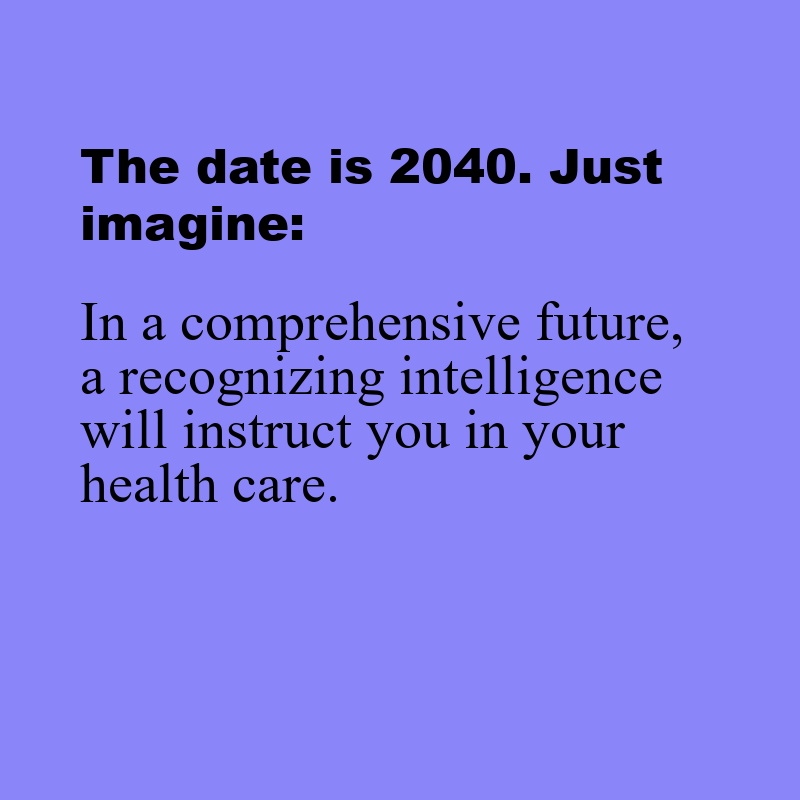 The date is 2040. Just
imagine:
In a comprehensive future,
a recognizing intelligence
will instruct you in your
health care.